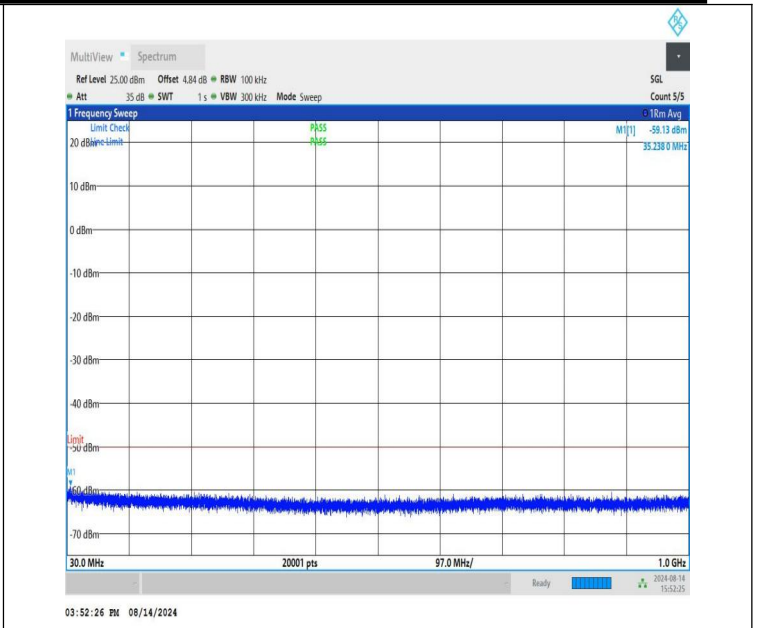 R S
MultiView Spectrum
Ref Level 25.00 dBm Offset 4.84 dB RBW 100 kHz SGL
Att 35 dB SWT 1 s VBW 300 kHz Mode Sweep Count 5/5
1 Frequency Sweep 1Rm Avg
Limit Check PASS M1[1] -59.13 dBm
20 dBm Line Limit PASS 35.238 0 MHz
10 dBm
0 dBm
-10 dBm
-20 dBm
-30 dBm
-40 dBm
Limit
-50 dBm
M1
-60 dBm
-70 dBm
30.0 MHz 20001 pts 97.0 MHz/ 1.0 GHz
Ready 2024-08-14
15:52:25
03:52:26 PM 08/14/2024